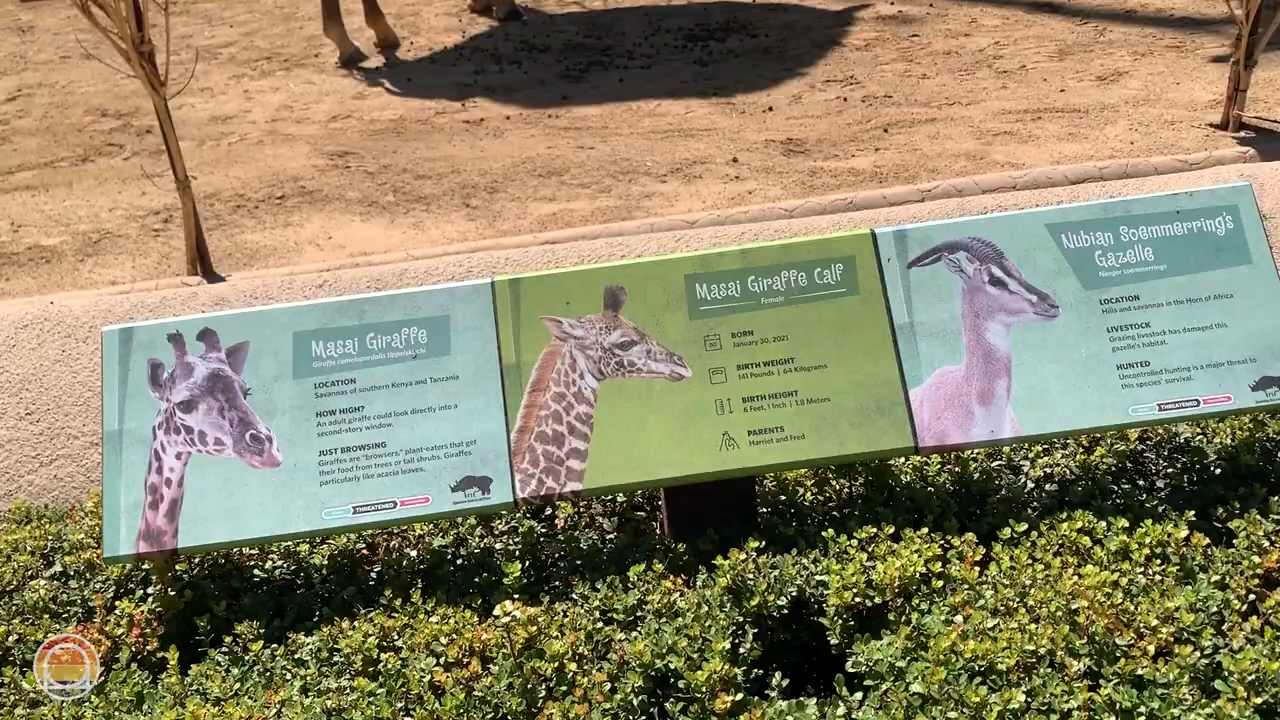 Masai Giraffe
Giraffa camelopardalis tippelskirchi
LOCATION
Savannas of southern Kenya and Tanzania
HOW HIGH?
An adult giraffe could look directly into a
second-story window.
JUST BROWSING
Giraffes are "browsers," plant-eaters that get
their food from trees or tall shrubs. Giraffes
particularly like acacia leaves.
THREATENED
Masai Giraffe Calf
Female
BORN
January 30, 2021
BIRTH WEIGHT
141 Pounds | 64 Kilograms
BIRTH HEIGHT
6 Feet, 1 Inch | 1.8 Meters
PARENTS
Harriet and Fred
Nubian Soemmerring's
Gazelle
Nanger soemmerringii
LOCATION
Hills and savannas in the Horn of Africa
LIVESTOCK
Grazing livestock has damaged this
gazelle's habitat.
HUNTED
Uncontrolled hunting is a major threat to
this species' survival.
THREATENED